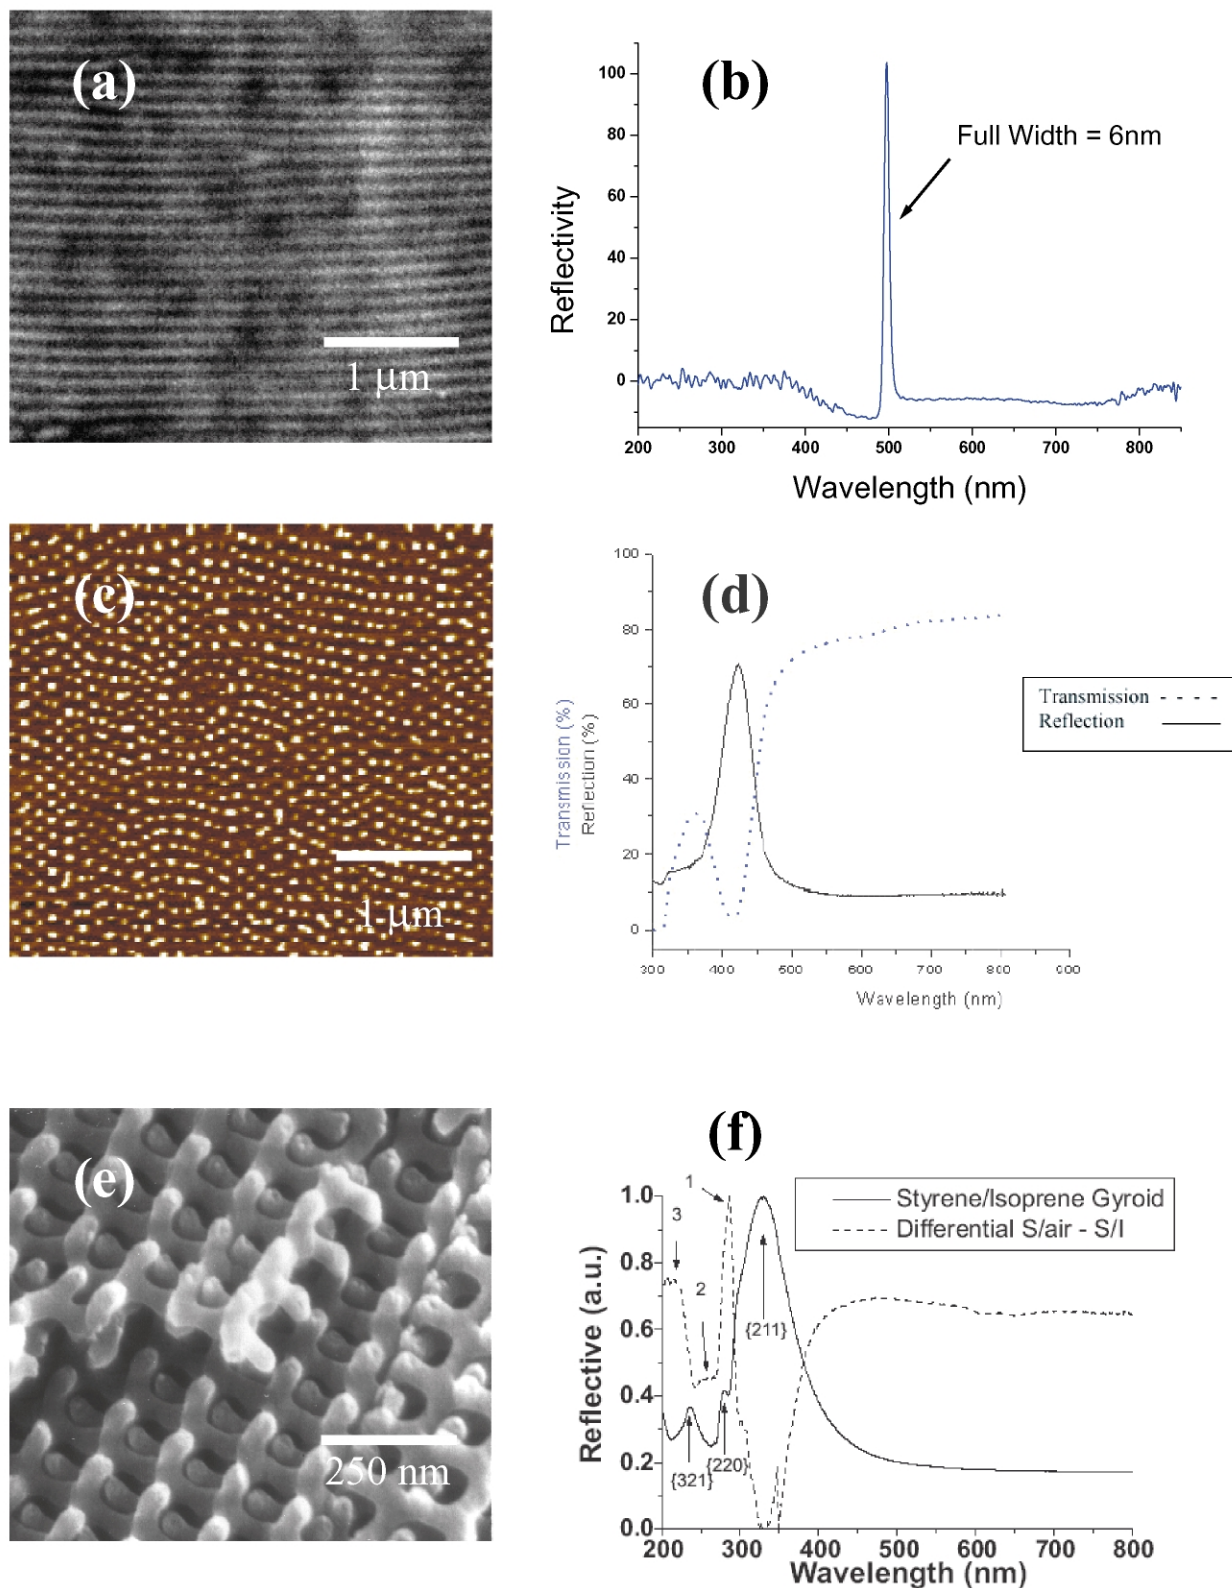 (a)
1 μm
(b)
100
80
60
40
20
0
Reflectivity
Full Width = 6nm
200 300 400 500 600 700 800
Wavelength (nm)
(c)
1 μm
(d)
100
80
60
40
20
0
Transmission (%)
Reflection (%)
Transmission
Reflection
300 400 500 600 700 800 900
Wavelength (nm)
(e)
250 nm
(f)
1.0
0.8
0.6
0.4
0.2
0.0
Reflective (a.u.)
Styrene/Isoprene Gyroid
Differential S/air - S/I
1
3
2
{211}
{220}
{321}
200 300 400 500 600 700 800
Wavelength (nm)